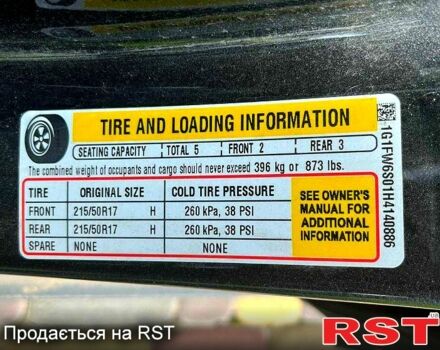 TIRE AND LOADING INFORMATION
SEATING CAPACITY TOTAL 5 FRONT 2 REAR 3
The combined weight of occupants and cargo should never exceed 396 kg or 873 lbs.
TIRE ORIGINAL SIZE COLD TIRE PRESSURE
FRONT 215/50R17 H 260 kPa, 38 PSI
REAR 215/50R17 H 260 kPa, 38 PSI
SPARE NONE NONE
SEE OWNER'S
MANUAL FOR
ADDITIONAL
INFORMATION
1G1FW6S01H4140886
Продається на RST
RST